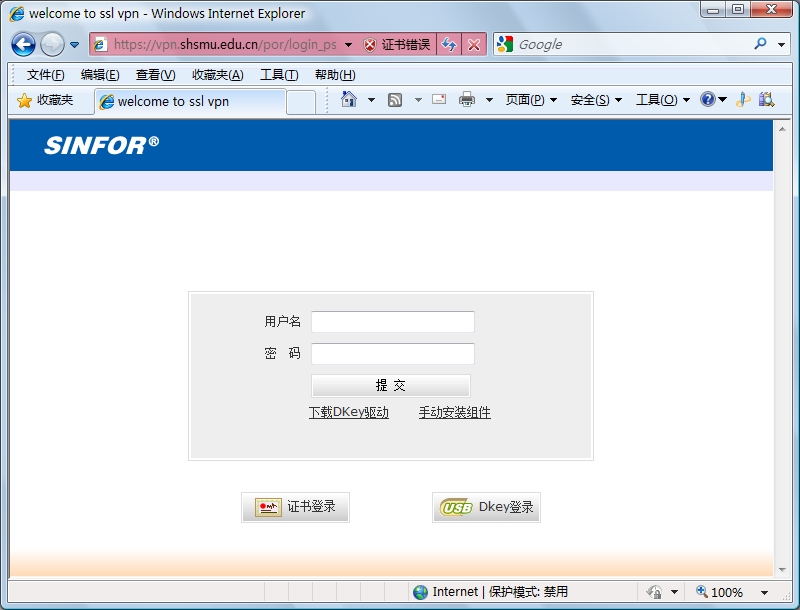 welcome to ssl vpn - Windows Internet Explorer
https://vpn.shsmu.edu.cn/por/login_ps 证书错误 Google
文件(F) 编辑(E) 查看(V) 收藏夹(A) 工具(T) 帮助(H)
收藏夹 welcome to ssl vpn 页面(P) 安全(S) 工具(O)
SINFOR®
用户名
密 码
提 交
下载DKey驱动 手动安装组件
证书登录 USB Dkey登录
Internet | 保护模式: 禁用 100%